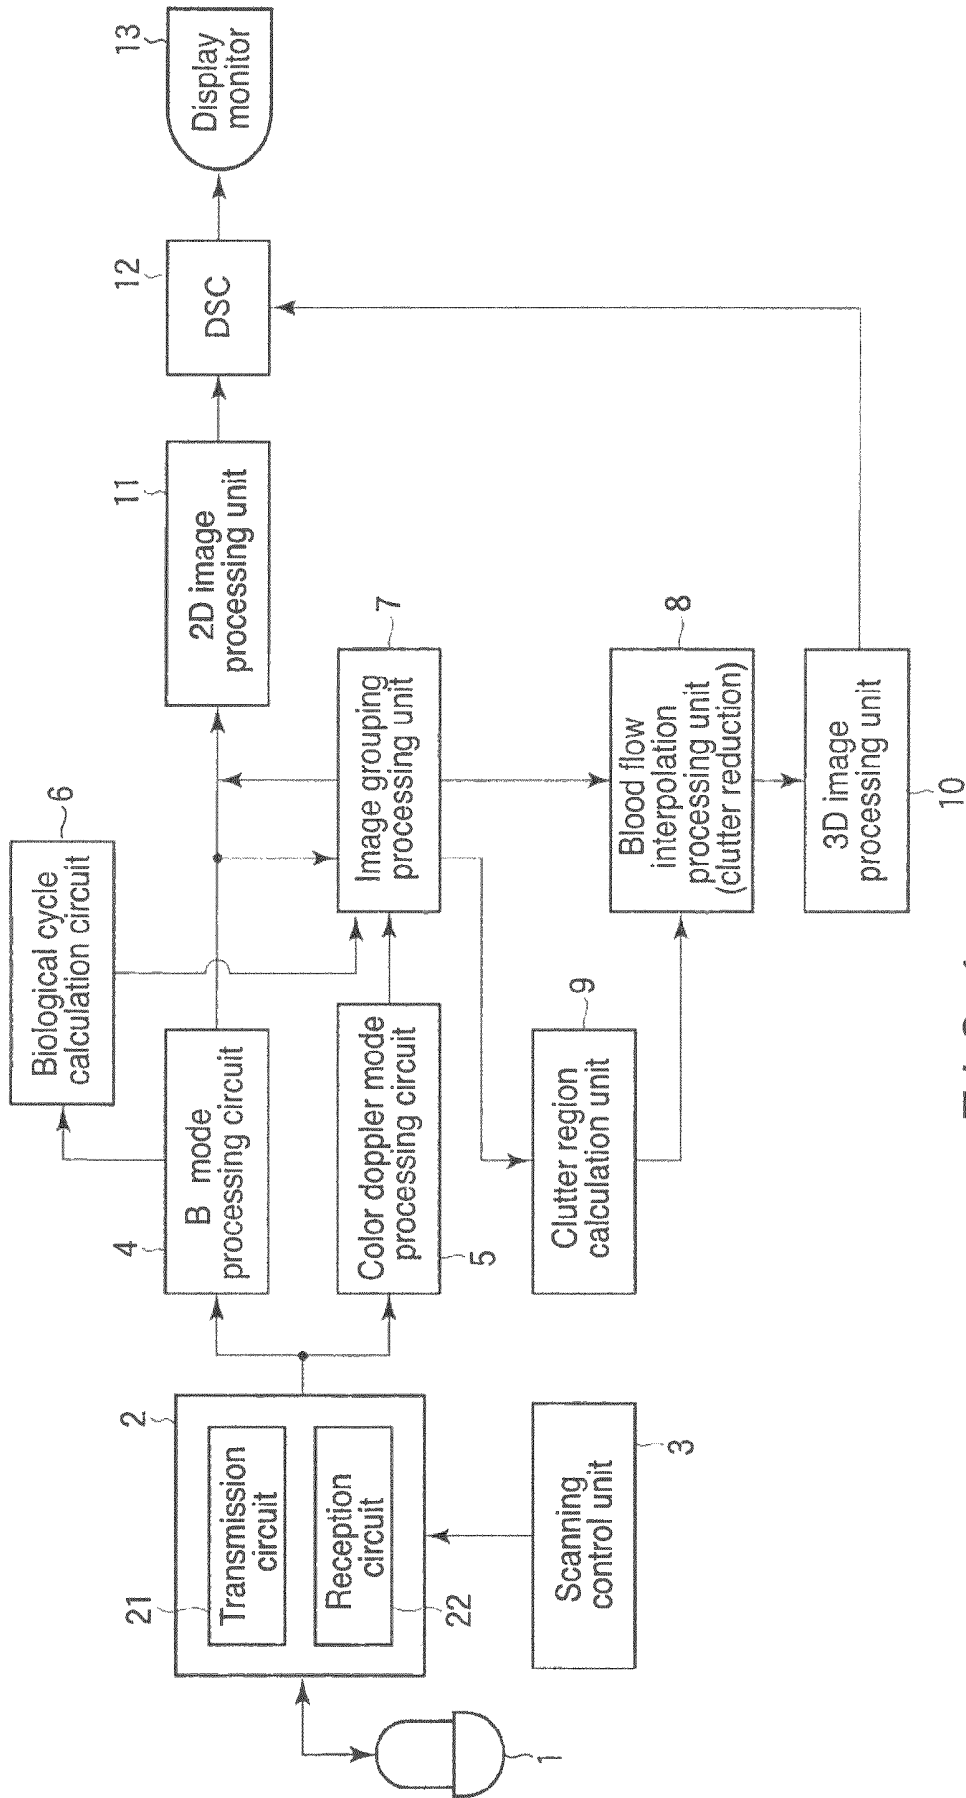 1
2
21
Transmission
circuit
22
Reception
circuit
3
Scanning
control unit
4
B mode
processing circuit
5
Color doppler mode
processing circuit
6
Biological cycle
calculation circuit
7
Image grouping
processing unit
8
Blood flow
interpolation
processing unit
(clutter reduction)
9
Clutter region
calculation unit
10
3D image
processing unit
11
2D image
processing unit
12
DSC
13
Display
monitor